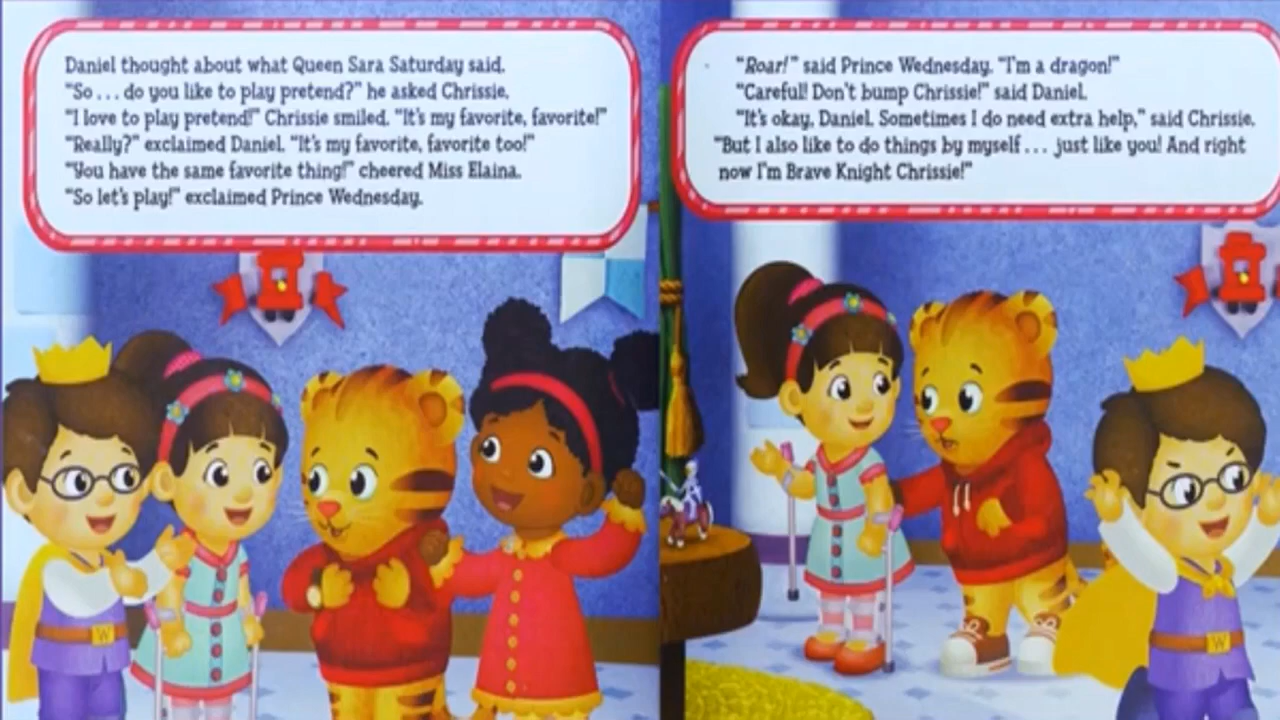 Daniel thought about what Queen Sara Saturday said.
“So . . . do you like to play pretend?” he asked Chrissie.
“I love to play pretend!” Chrissie smiled. “It’s my favorite, favorite!”
“Really?” exclaimed Daniel. “It’s my favorite, favorite too!”
“You have the same favorite thing!” cheered Miss Elaina.
“So let’s play!” exclaimed Prince Wednesday.
“Roar!” said Prince Wednesday. “I’m a dragon!”
“Careful! Don’t bump Chrissie!” said Daniel.
“It’s okay, Daniel. Sometimes I do need extra help,” said Chrissie.
“But I also like to do things by myself . . . just like you! And right
now I’m Brave Knight Chrissie!”
W
W